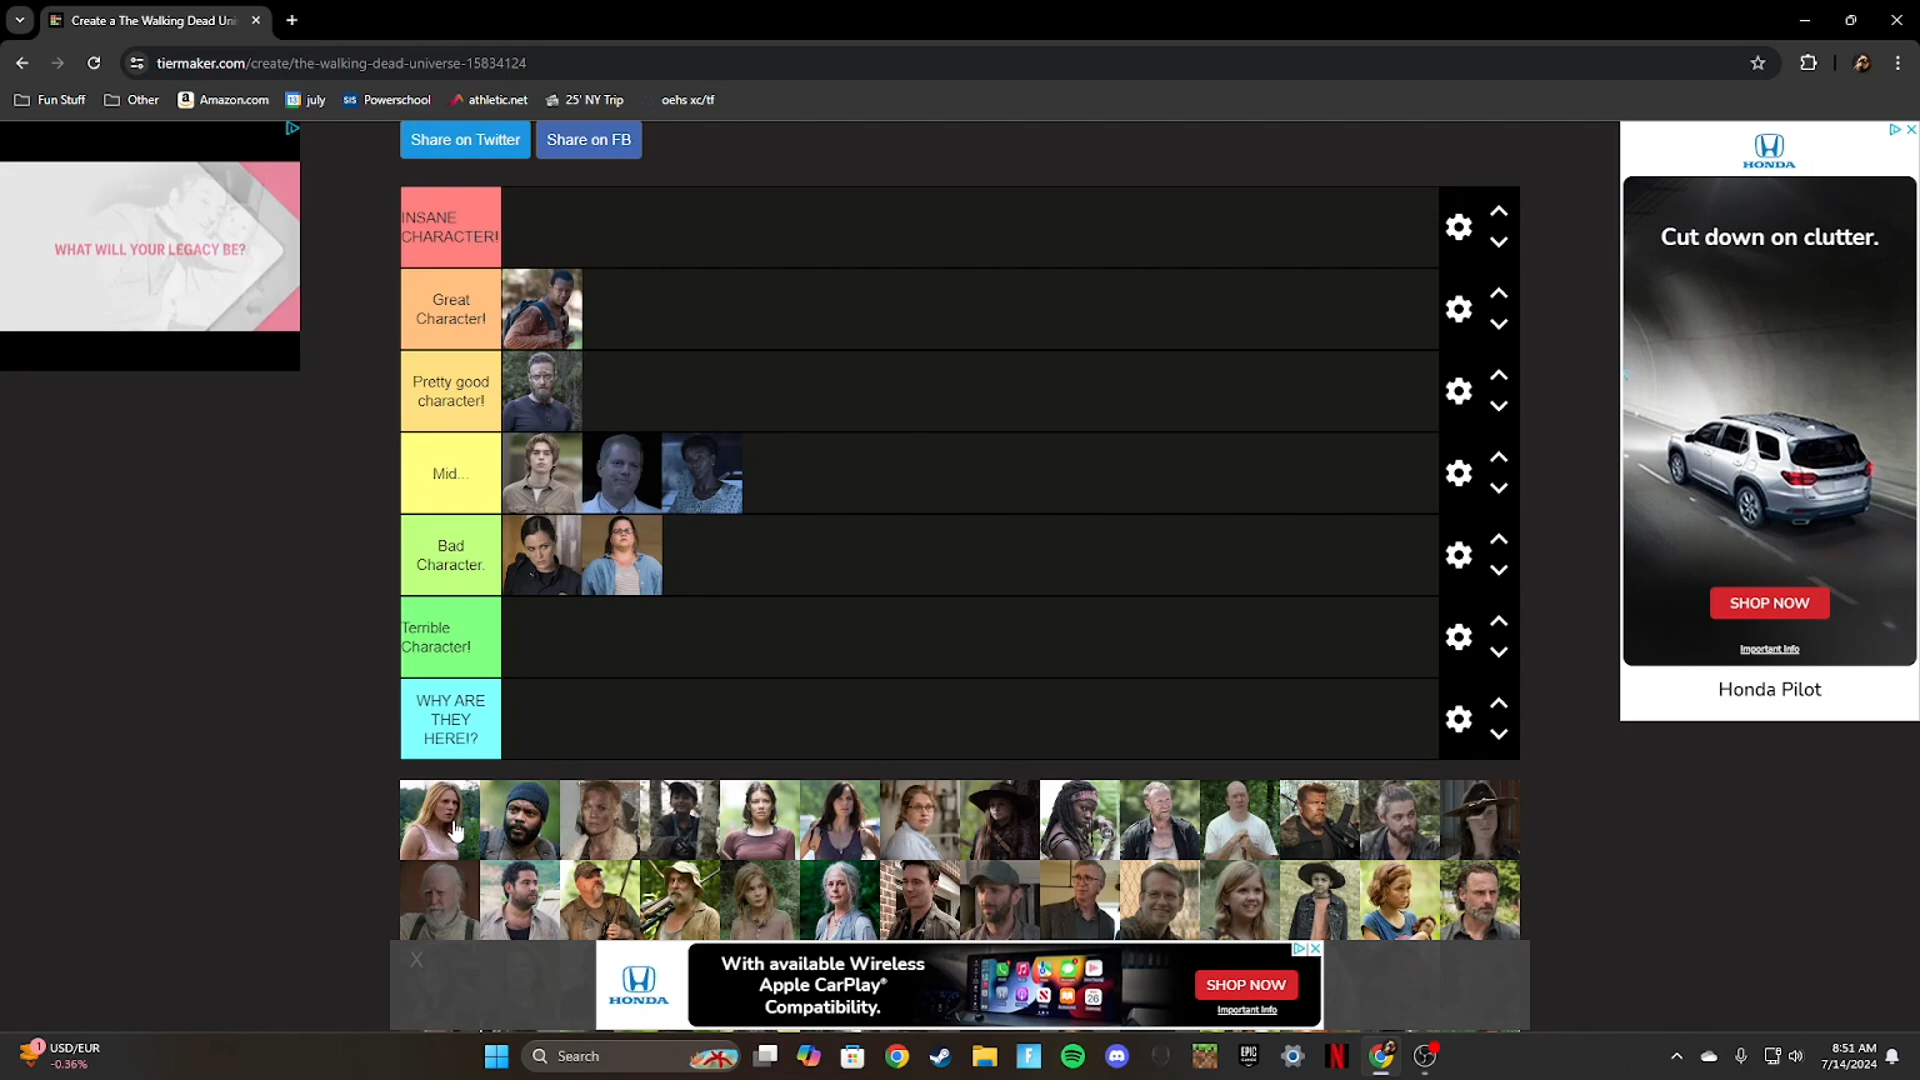 Create a The Walking Dead Uni
tiermaker.com/create/the-walking-dead-universe-15834124
Fun Stuff
Other
Amazon.com
july
SIS
Powerschool
athletic.net
25' NY Trip
oehs xc/tf
Share on Twitter
Share on FB
WHAT WILL YOUR LEGACY BE?
INSANE
CHARACTER!
Great
Character!
Pretty good
character!
Mid...
Bad
Character.
Terrible
Character!
WHY ARE
THEY
HERE!?
HONDA
Cut down on clutter.
SHOP NOW
Important Info
Honda Pilot
X
HONDA
With available Wireless
Apple CarPlay®
Compatibility.
SHOP NOW
Important Info
1
USD/EUR
-0.36%
Search
EPIC
8:51 AM
7/14/2024